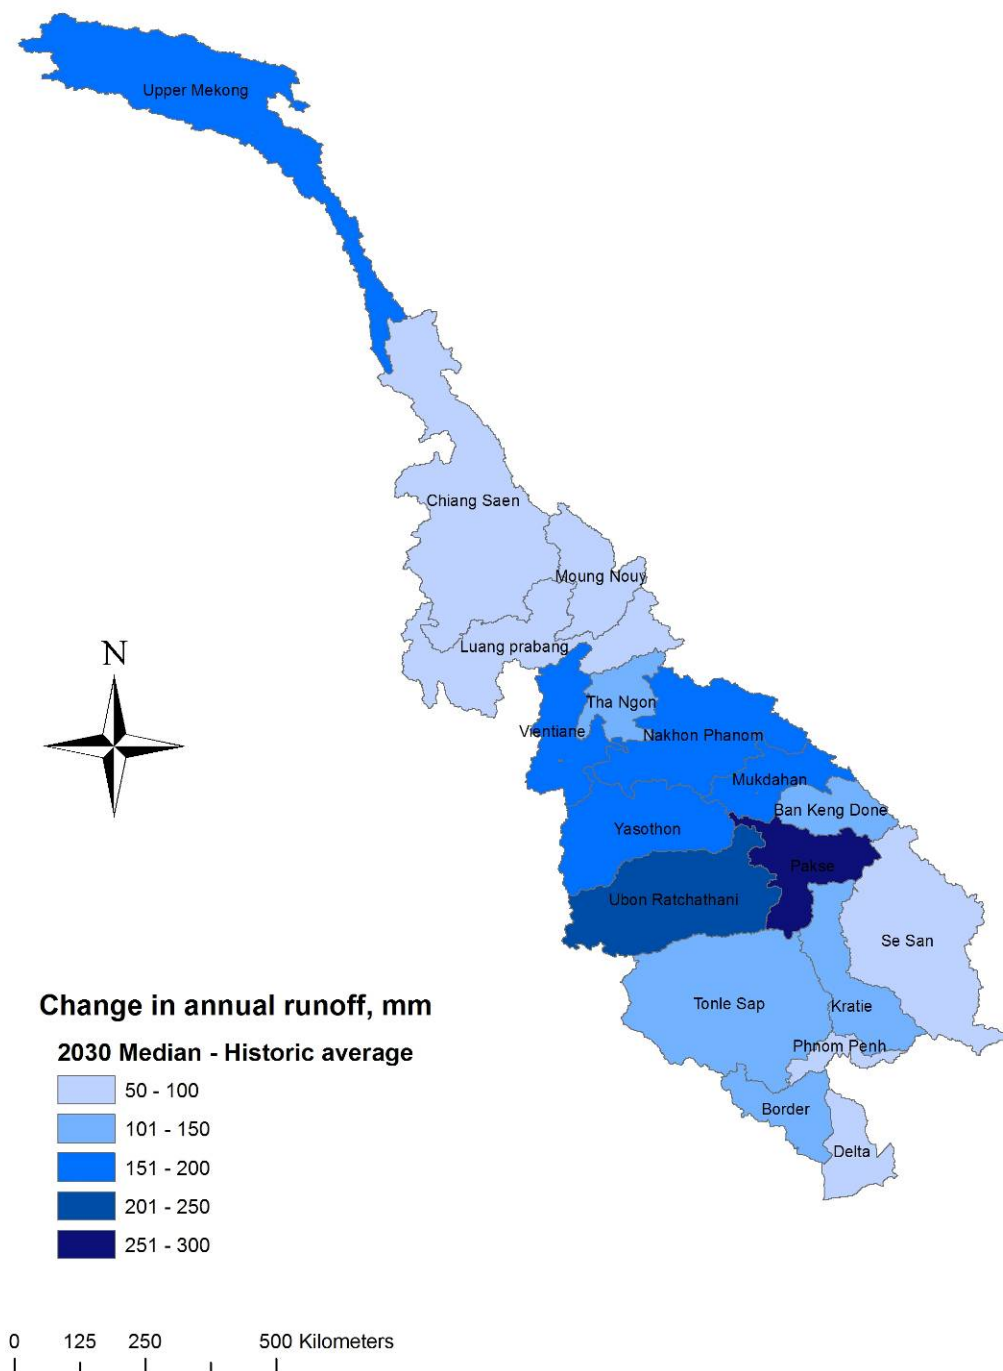 Upper Mekong
Chiang Saen
Moung Nouy
Luang prabang
Tha Ngon
Vientiane
Nakhon Phanom
Mukdahan
Ban Keng Done
Yasothon
Pakse
Ubon Ratchathani
Se San
Tonle Sap
Kratie
Phnom Penh
Border
Delta
N
Change in annual runoff, mm
2030 Median - Historic average
50 - 100
101 - 150
151 - 200
201 - 250
251 - 300
0 125 250 500 Kilometers